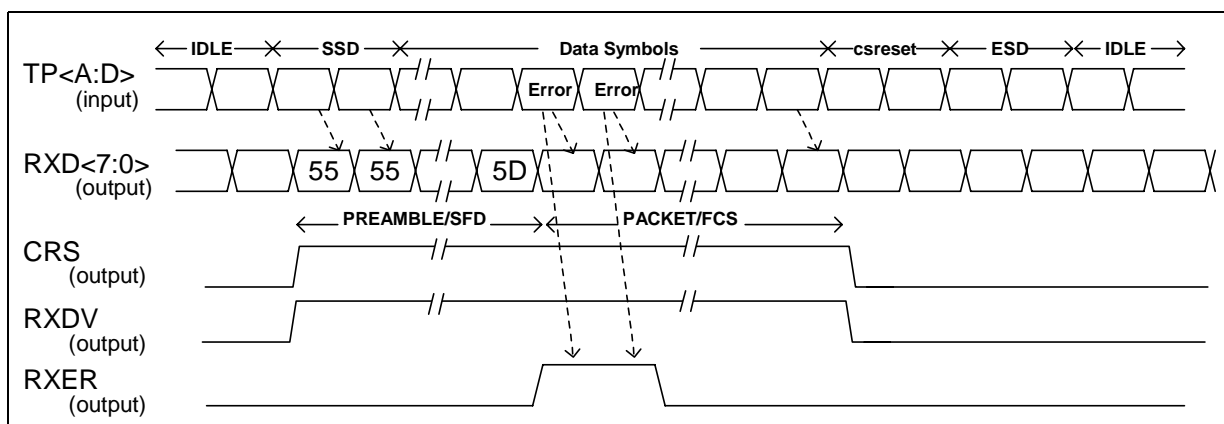 IDLE SSD Data Symbols csreset ESD IDLE
TP<A:D>
(input)
Error Error
RXD<7:0>
(output)
55 55 5D
PREAMBLE/SFD PACKET/FCS
CRS
(output)
RXDV
(output)
RXER
(output)